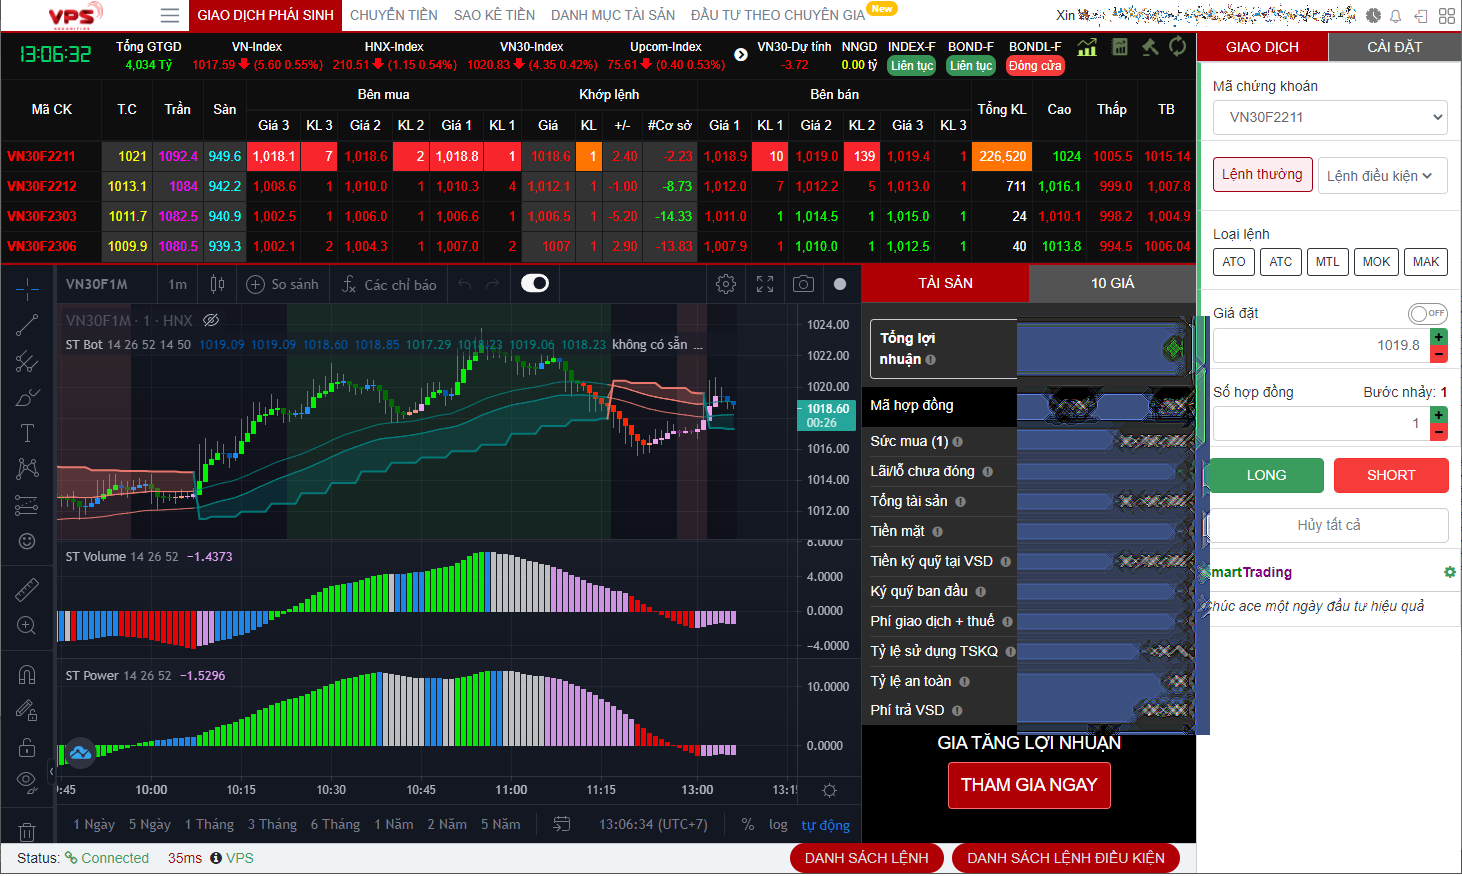 VPS
SECURITIES
GIAO DỊCH PHÁI SINH CHUYỂN TIỀN SAO KÊ TIỀN DANH MỤC TÀI SẢN ĐẦU TƯ THEO CHUYÊN GIA New Xin
13:06:32
Tổng GTGD VN-Index HNX-Index VN30-Index Upcom-Index VN30-Dự tính NNGD INDEX-F BOND-F BONDL-F
4,034 Tỷ 1017.59 (5.60 0.55%) 210.51 (1.15 0.54%) 1020.83 (4.35 0.42%) 75.61 (0.40 0.53%) -3.72 0.00 tỷ Liên tục Liên tục Đóng cửa
Mã CK T.C Trần Sàn Bên mua Khớp lệnh Bên bán Tổng KL Cao Thấp TB
Giá 3 KL 3 Giá 2 KL 2 Giá 1 KL 1 Giá KL +/- #Cơ sở Giá 1 KL 1 Giá 2 KL 2 Giá 3 KL 3
VN30F2211 1021 1092.4 949.6 1,018.1 7 1,018.6 2 1,018.8 1 1018.6 1 2.40 -2.23 1,018.9 10 1,019.0 139 1,019.4 1 226,520 1024 1005.5 1015.14
VN30F2212 1013.1 1084 942.2 1,008.6 1 1,010.0 1 1,010.3 4 1,012.1 1 -1.00 -8.73 1,012.0 7 1,012.2 5 1,013.0 1 711 1,016.1 999.0 1,007.8
VN30F2303 1011.7 1082.5 940.9 1,002.5 1 1,006.0 1 1,006.6 1 1,006.5 1 -5.20 -14.33 1,011.0 1 1,014.5 1 1,015.0 1 24 1,010.1 998.2 1,004.9
VN30F2306 1009.9 1080.5 939.3 1,002.1 2 1,004.3 1 1,007.0 2 1007 1 2.90 -13.83 1,007.9 1 1,010.0 1 1,012.5 1 40 1013.8 994.5 1006.04
VN30F1M 1m So sánh Các chỉ báo
VN30F1M · 1 · HNX
ST Bot 14 26 52 14 50 1019.09 1019.09 1018.60 1018.85 1017.29 1018.23 1019.06 1018.23 không có sẵn ...
1024.00
1022.00
1020.00
1018.60
00:26
1016.00
1014.00
1012.00
ST Volume 14 26 52 −1.4373
8.0000
4.0000
0.0000
−4.0000
ST Power 14 26 52 −1.5296
10.0000
0.0000
:45 10:00 10:15 10:30 10:45 11:00 11:15 13:00 13:15
1 Ngày 5 Ngày 1 Tháng 3 Tháng 6 Tháng 1 Năm 2 Năm 5 Năm 13:06:34 (UTC+7) % log tự động
TÀI SẢN 10 GIÁ
Tổng lợi
nhuận
Mã hợp đồng
Sức mua (1)
Lãi/lỗ chưa đóng
Tổng tài sản
Tiền mặt
Tiền ký quỹ tại VSD
Ký quỹ ban đầu
Phí giao dịch + thuế
Tỷ lệ sử dụng TSKQ
Tỷ lệ an toàn
Phí trả VSD
GIA TĂNG LỢI NHUẬN
THAM GIA NGAY
GIAO DỊCH CÀI ĐẶT
Mã chứng khoán
VN30F2211
Lệnh thường Lệnh điều kiện
Loại lệnh
ATO ATC MTL MOK MAK
Giá đặt OFF
1019.8 + −
Số hợp đồng Bước nhảy: 1
1 + −
LONG SHORT
Hủy tất cả
martTrading
Chúc ace một ngày đầu tư hiệu quả
Status: Connected 35ms VPS DANH SÁCH LỆNH DANH SÁCH LỆNH ĐIỀU KIỆN